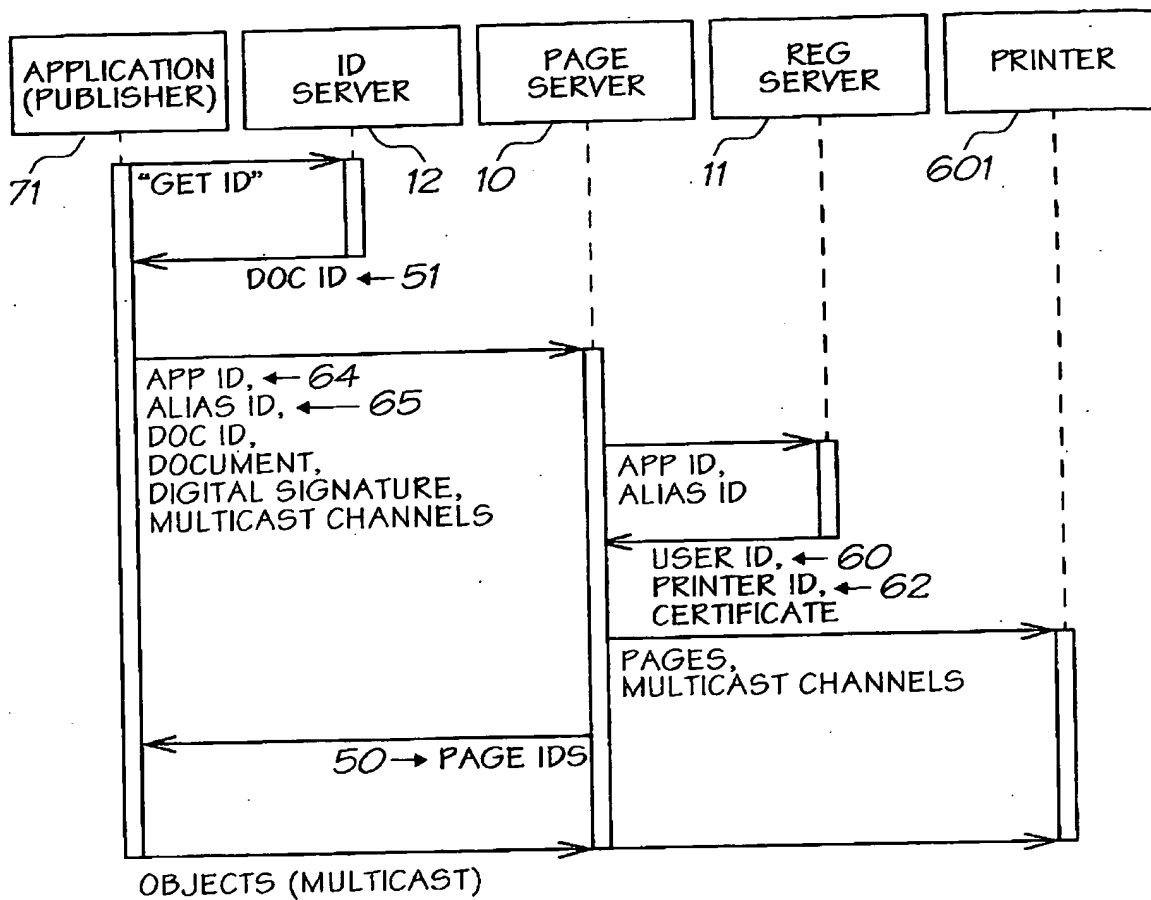 APPLICATION
(PUBLISHER)
ID
SERVER
PAGE
SERVER
REG
SERVER
PRINTER
71
12
10
11
601
"GET ID"
DOC ID ← 51
APP ID, ← 64
ALIAS ID, ← 65
DOC ID,
DOCUMENT,
DIGITAL SIGNATURE,
MULTICAST CHANNELS
APP ID,
ALIAS ID
USER ID, ← 60
PRINTER ID, ← 62
CERTIFICATE
PAGES,
MULTICAST CHANNELS
50 → PAGE IDS
OBJECTS (MULTICAST)